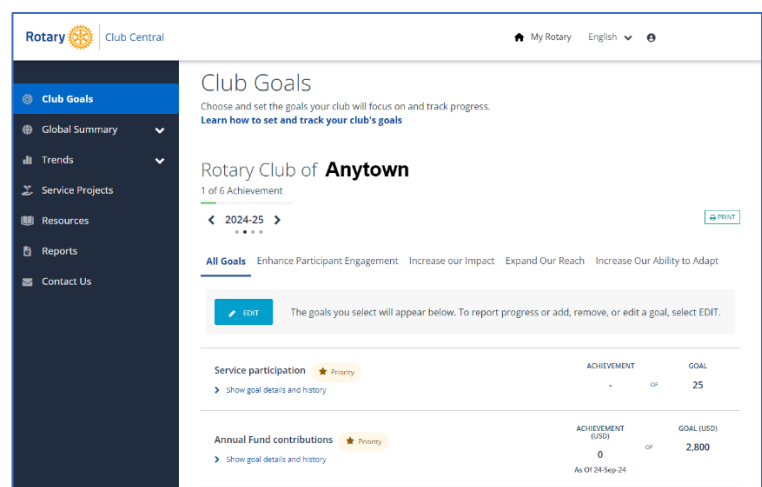 Rotary Club Central
My Rotary English
Club Goals
Global Summary
Trends
Service Projects
Resources
Reports
Contact Us
Club Goals
Choose and set the goals your club will focus on and track progress.
Learn how to set and track your club's goals
Rotary Club of Anytown
1 of 6 Achievement
2024-25
PRINT
All Goals Enhance Participant Engagement Increase our Impact Expand Our Reach Increase Our Ability to Adapt
EDIT The goals you select will appear below. To report progress or add, remove, or edit a goal, select EDIT.
Service participation Priority
Show goal details and history
ACHIEVEMENT GOAL
- OF 25
Annual Fund contributions Priority
Show goal details and history
ACHIEVEMENT (USD) GOAL (USD)
0 OF 2,800
As Of 24-Sep-24